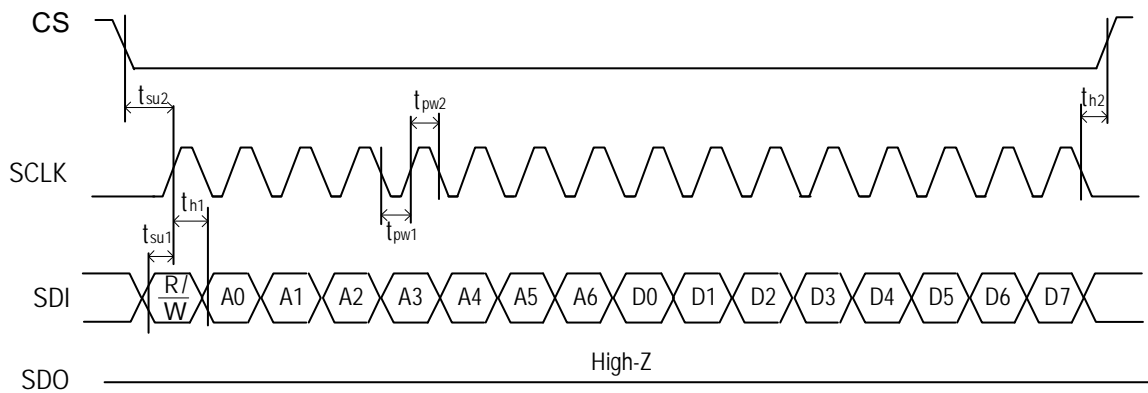 CS
tsu2
tpw2
th2
SCLK
th1
tpw1
tsu1
SDI R/W A0 A1 A2 A3 A4 A5 A6 D0 D1 D2 D3 D4 D5 D6 D7
High-Z
SDO